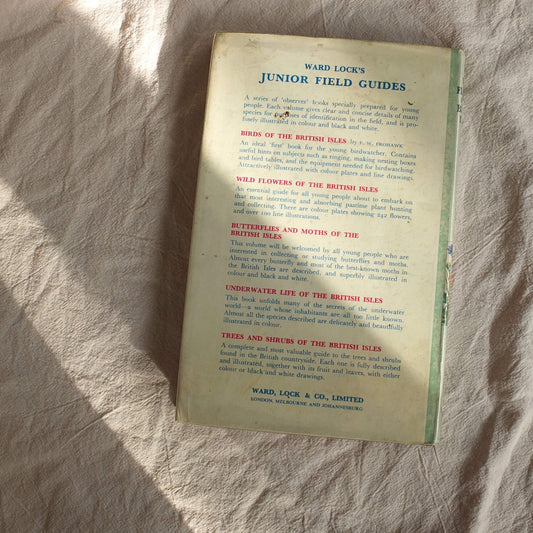 WARD LOCK'S
JUNIOR FIELD GUIDES
A series of 'observer' books specially prepared for young
people. Each volume gives clear and concise details of many
species for purposes of identification in the field, and is pro-
fusely illustrated in colour and black and white.
BIRDS OF THE BRITISH ISLES by F. W. FROHAWK
An ideal 'first' book for the young birdwatcher. Contains
useful hints on subjects such as ringing, making nesting boxes
and bird tables, and the equipment needed for birdwatching.
Attractively illustrated with colour plates and line drawings.
WILD FLOWERS OF THE BRITISH ISLES
An essential guide for all young people about to embark on
that most interesting and absorbing pastime plant hunting
and collecting. There are colour plates showing 242 flowers,
and over 100 line illustrations.
BUTTERFLIES AND MOTHS OF THE
BRITISH ISLES
This volume will be welcomed by all young people who are
interested in collecting or studying butterflies and moths.
Almost every butterfly and most of the best-known moths in
the British Isles are described, and superbly illustrated in
colour and black and white.
UNDERWATER LIFE OF THE BRITISH ISLES
This book unfolds many of the secrets of the underwater
world—a world whose inhabitants are all too little known.
Almost all the species described are delicately and beautifully
illustrated in colour.
TREES AND SHRUBS OF THE BRITISH ISLES
A complete and most valuable guide to the trees and shrubs
found in the British countryside. Each one is fully described
and illustrated, together with its fruit and leaves, with either
colour or black and white drawings.
WARD, LOCK & CO., LIMITED
LONDON, MELBOURNE AND JOHANNESBURG